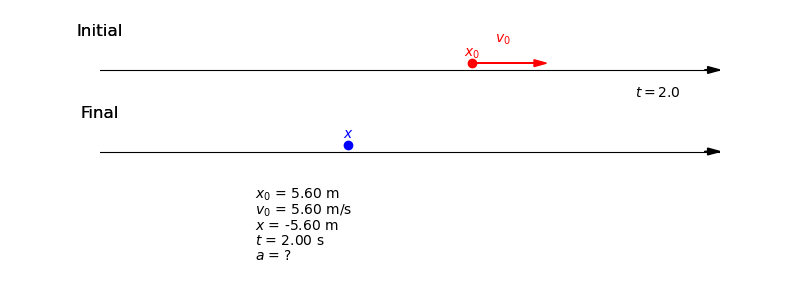 Initial
v₀
x₀
t = 2.0
Final
x
x₀ = 5.60 m
v₀ = 5.60 m/s
x = -5.60 m
t = 2.00 s
a = ?